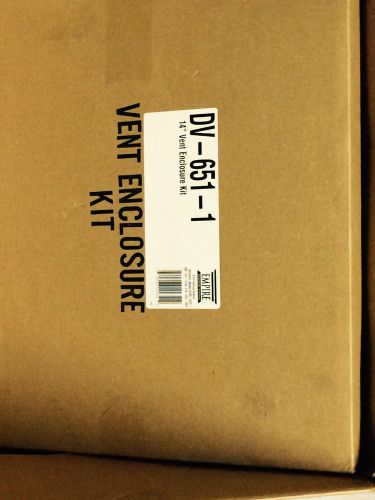 DV-651-1
14" Vent Enclosure Kit
EMPIRE
VENT ENCLOSURE
KIT